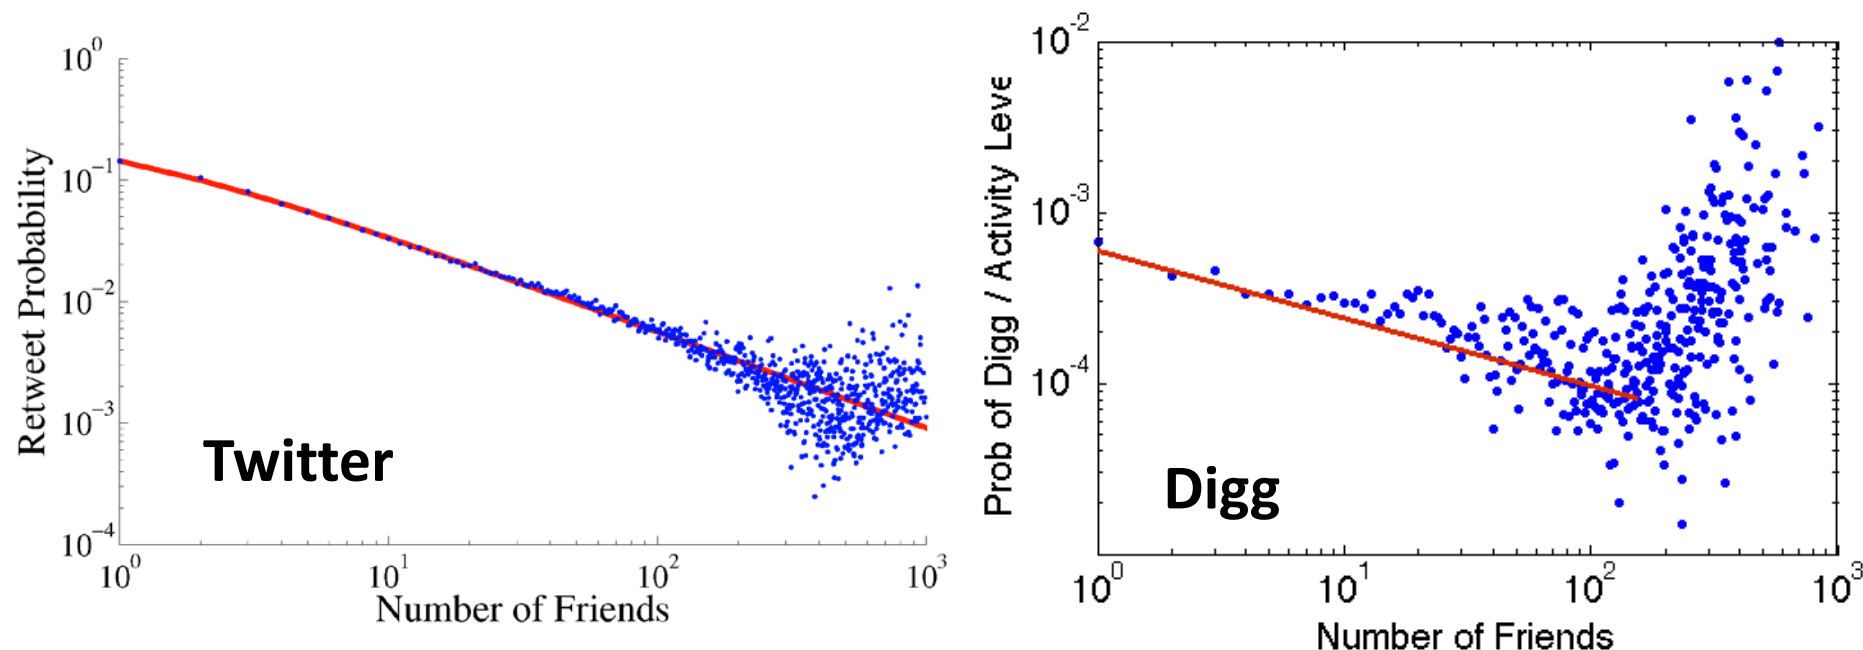 10^0
10^-1
10^-2
10^-3
10^-4
Retweet Probability
Twitter
10^0 10^1 10^2 10^3
Number of Friends
10^-2
10^-3
10^-4
Prob of Digg / Activity Leve
Digg
10^0 10^1 10^2 10^3
Number of Friends